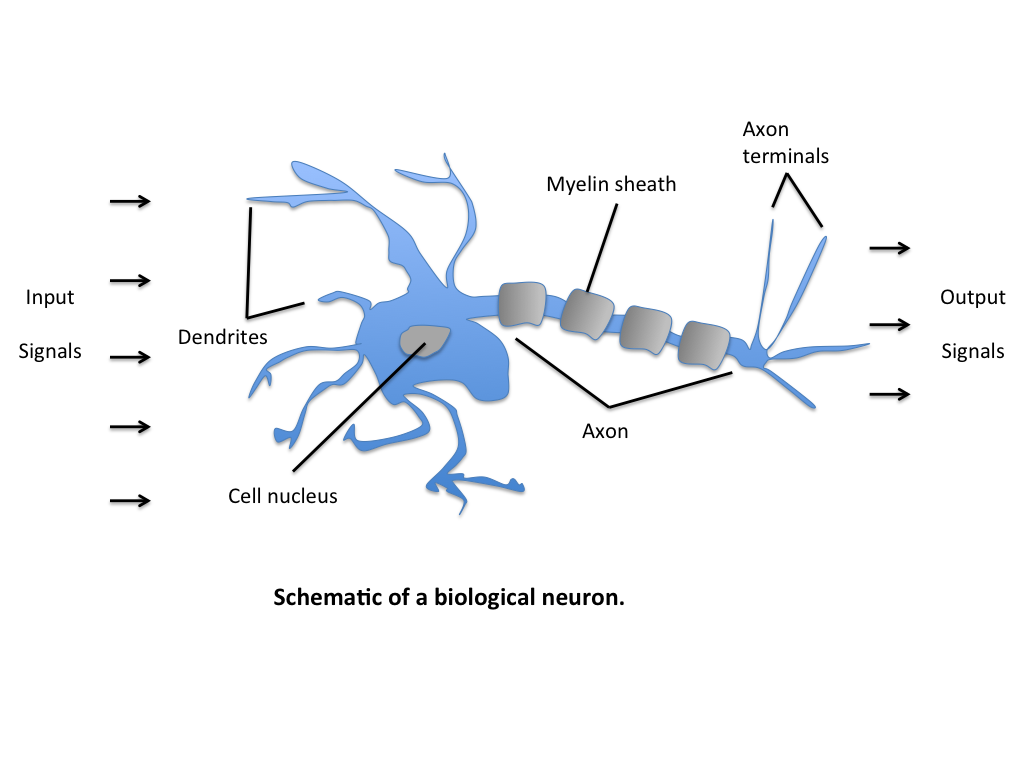 Axon
terminals
Myelin sheath
Input
Signals
Dendrites
Output
Signals
Axon
Cell nucleus
Schematic of a biological neuron.